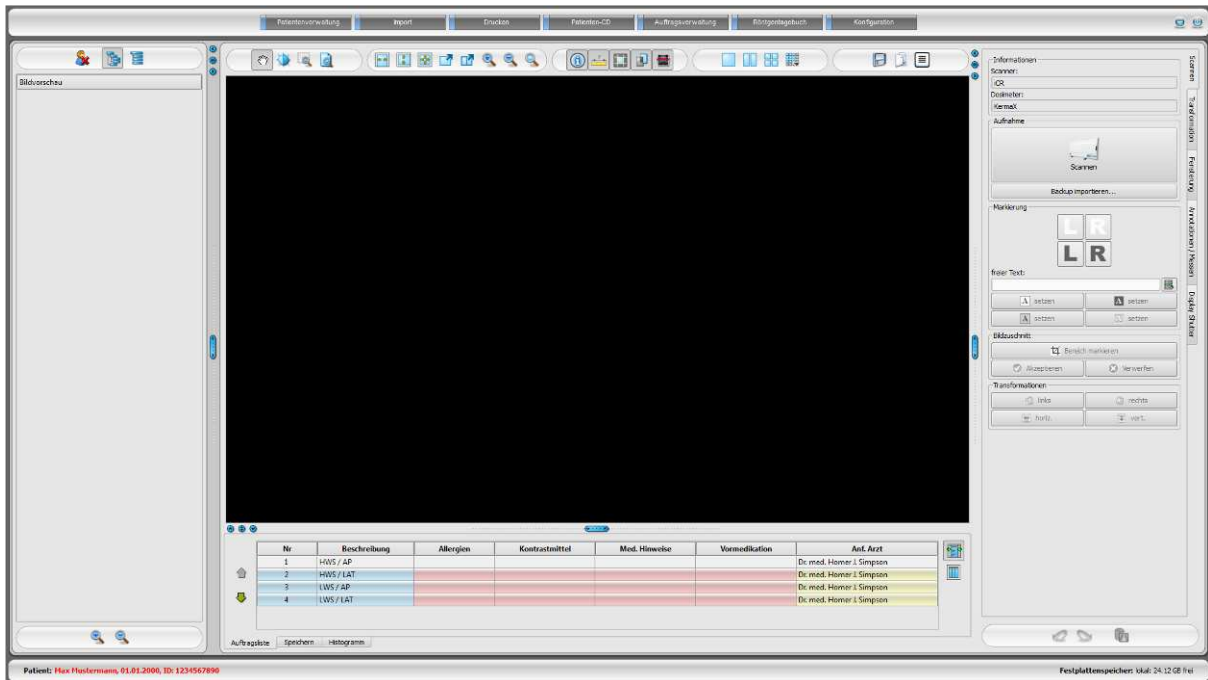 Patientenverwaltung Import Drucken Patienten-CD Auftragsverwaltung Röntgentagebuch Konfiguration
Bildvorschau
Informationen
Scanner:
iCR
Dosimeter:
KermaX
Aufnahme
Scannen
Backup importieren...
Markierung
L R
L R
freier Text:
A setzen A setzen
A setzen setzen
Bildzuschnitt
Bereich markieren
Akzeptieren Verwerfen
Transformationen
links rechts
horiz. vert.
Scannen
Transformation
Fensterung
Annotationen / Messen
Display Shutter
Nr Beschreibung Allergien Kontrastmittel Med. Hinweise Vormedikation Anf. Arzt
1 HWS / AP Dr. med. Homer J. Simpson
2 HWS / LAT Dr. med. Homer J. Simpson
3 LWS / AP Dr. med. Homer J. Simpson
4 LWS / LAT Dr. med. Homer J. Simpson
Auftragsliste Speichern Histogramm
Patient: Max Mustermann, 01.01.2000, ID: 1234567890 Festplattenspeicher: lokal: 24.12 GB frei